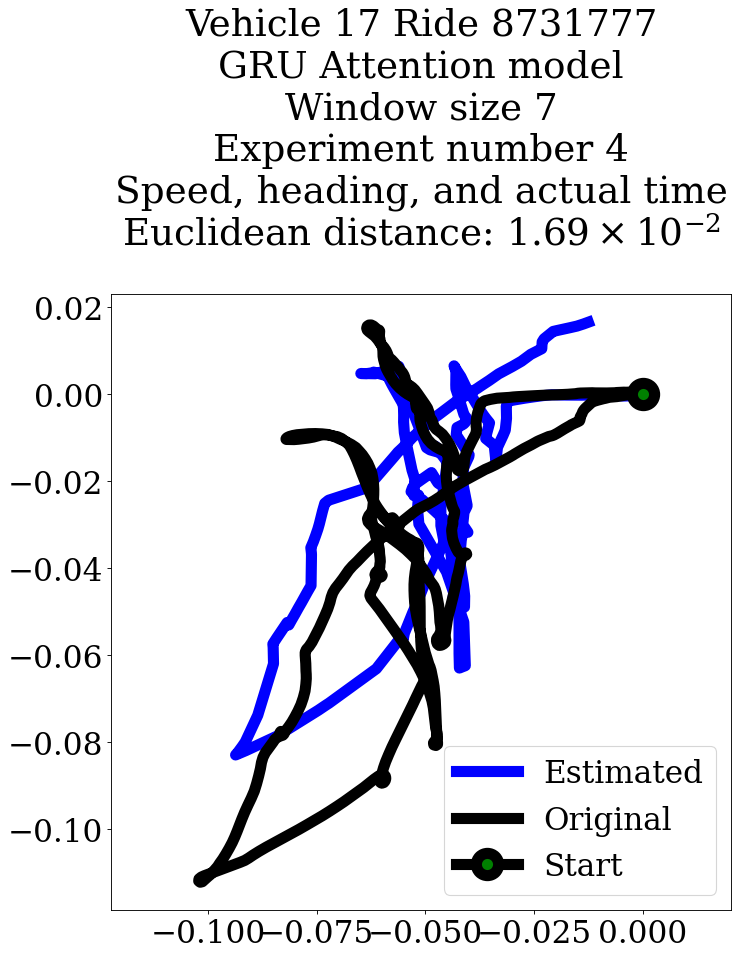 Vehicle 17 Ride 8731777
GRU Attention model
Window size 7
Experiment number 4
Speed, heading, and actual time
Euclidean distance: 1.69 × 10⁻²
0.02
0.00
−0.02
−0.04
−0.06
−0.08
−0.10
Estimated
Original
Start
−0.100 −0.075 −0.050 −0.025 0.000